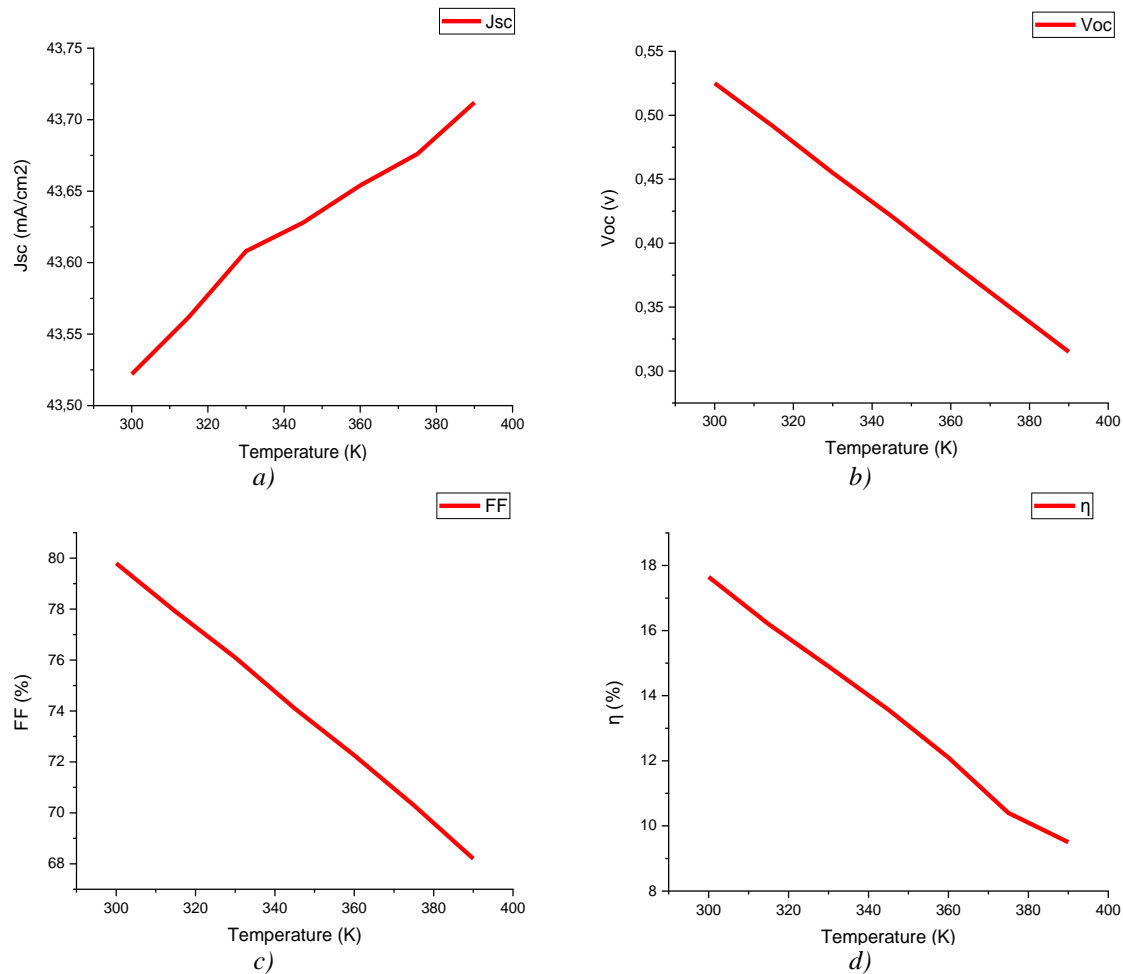 Jsc
43,75
43,70
43,65
43,60
43,55
43,50
Jsc (mA/cm2)
300 320 340 360 380 400
Temperature (K)
a)
Voc
0,55
0,50
0,45
0,40
0,35
0,30
Voc (v)
300 320 340 360 380 400
Temperature (K)
b)
FF
80
78
76
74
72
70
68
FF (%)
300 320 340 360 380 400
Temperature (K)
c)
η
18
16
14
12
10
8
η (%)
300 320 340 360 380 400
Temperature (K)
d)